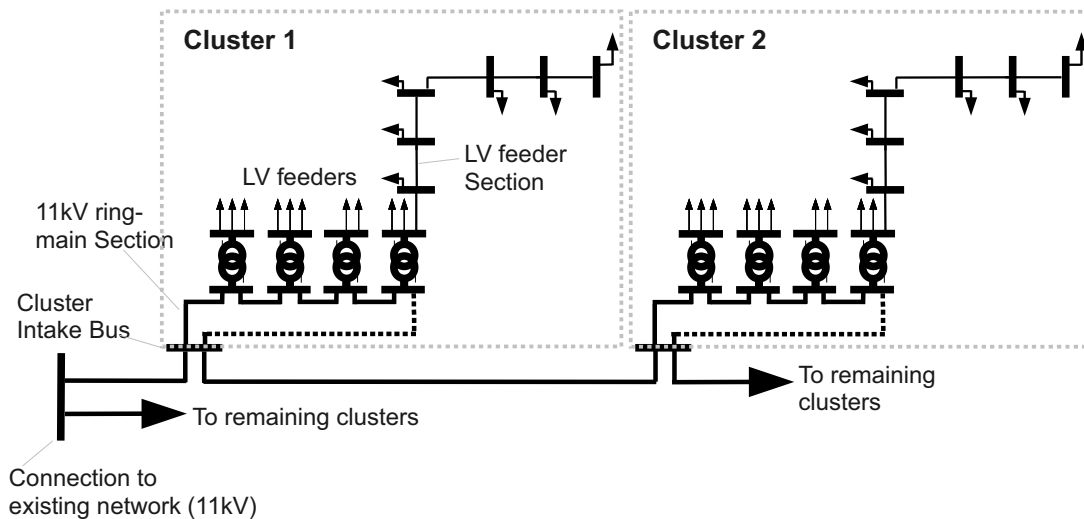 Cluster 1
Cluster 2
LV feeder
Section
LV feeders
11kV ring-
main Section
Cluster
Intake Bus
To remaining clusters
To remaining
clusters
Connection to
existing network (11kV)